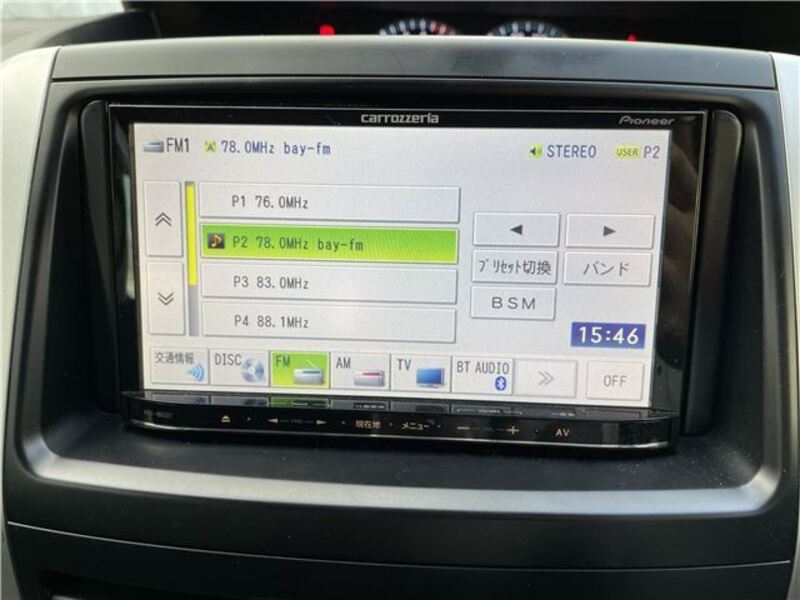 carrozzeria
Pioneer
FM1 78.0MHz bay-fm STEREO USER P2
P1 76.0MHz
P2 78.0MHz bay-fm
P3 83.0MHz
P4 88.1MHz
ﾌﾟﾘｾｯﾄ切換 バンド
BSM
15:46
交通情報 DISC FM AM TV BT AUDIO OFF
現在地 メニュー AV